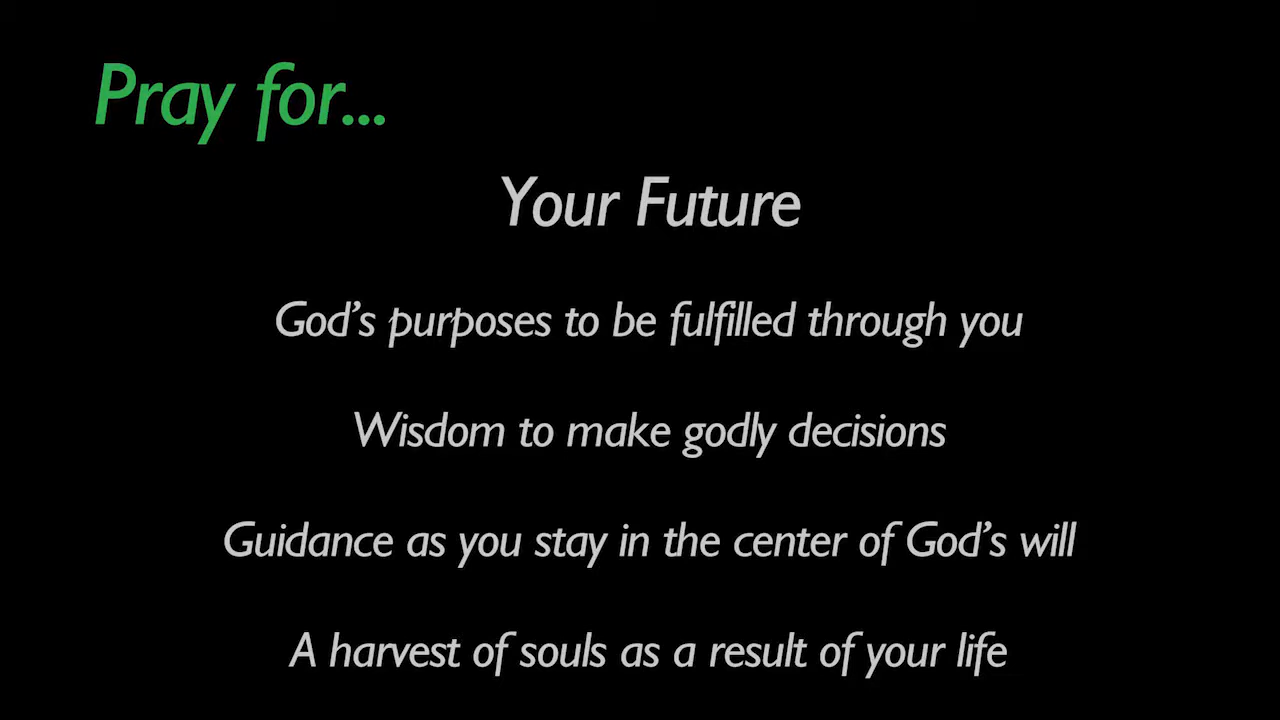 Pray for...
Your Future
God’s purposes to be fulfilled through you
Wisdom to make godly decisions
Guidance as you stay in the center of God’s will
A harvest of souls as a result of your life